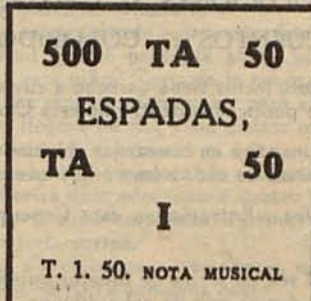 500 TA 50
ESPADAS,
TA 50
I
T. 1. 50. NOTA MUSICAL